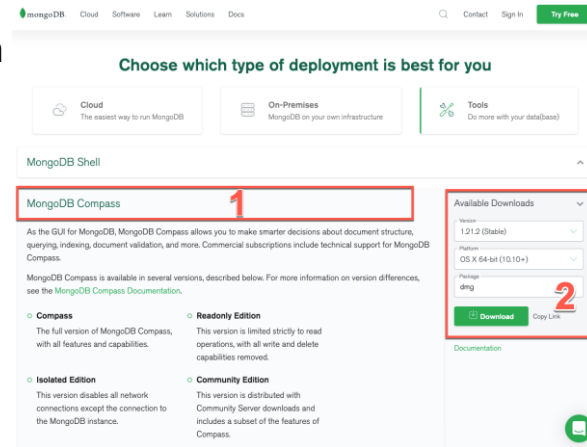 mongoDB. Cloud Software Learn Solutions Docs Contact Sign In Try Free
Choose which type of deployment is best for you
Cloud
The easiest way to run MongoDB
On-Premises
MongoDB on your own infrastructure
Tools
Do more with your data(base)
MongoDB Shell
MongoDB Compass
1
As the GUI for MongoDB, MongoDB Compass allows you to make smarter decisions about document structure,
querying, indexing, document validation, and more. Commercial subscriptions include technical support for MongoDB
Compass.
MongoDB Compass is available in several versions, described below. For more information on version differences,
see the MongoDB Compass Documentation.
Compass
The full version of MongoDB Compass,
with all features and capabilities.
Readonly Edition
This version is limited strictly to read
operations, with all write and delete
capabilities removed.
Isolated Edition
This version disables all network
connections except the connection to
the MongoDB instance.
Community Edition
This version is distributed with
Community Server downloads and
includes a subset of the features of
Compass.
Available Downloads
Version
1.21.2 (Stable)
Platform
OS X 64-bit (10.10+)
Package
dmg
2
Download Copy Link
Documentation